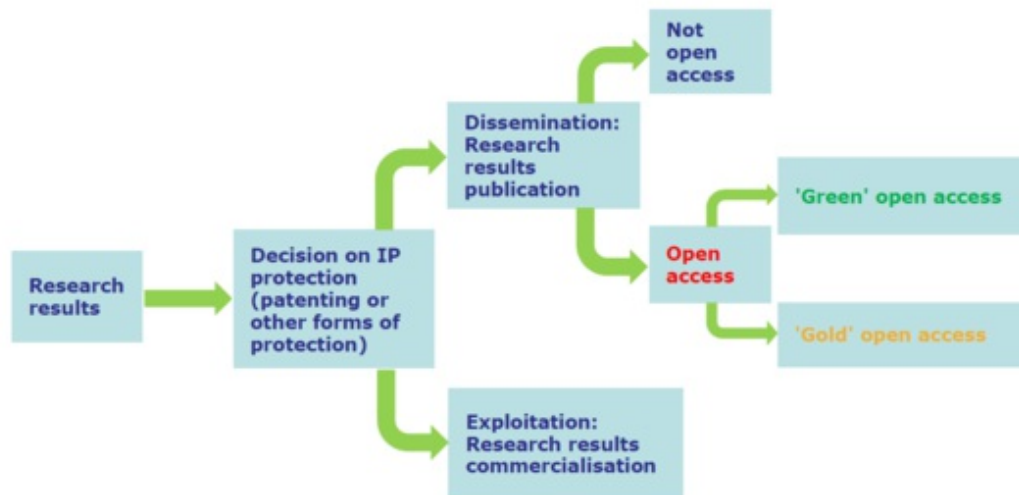 Research
results
Decision on IP
protection
(patenting or
other forms of
protection)
Dissemination:
Research
results
publication
Not
open
access
Open
access
'Green' open access
'Gold' open access
Exploitation:
Research results
commercialisation